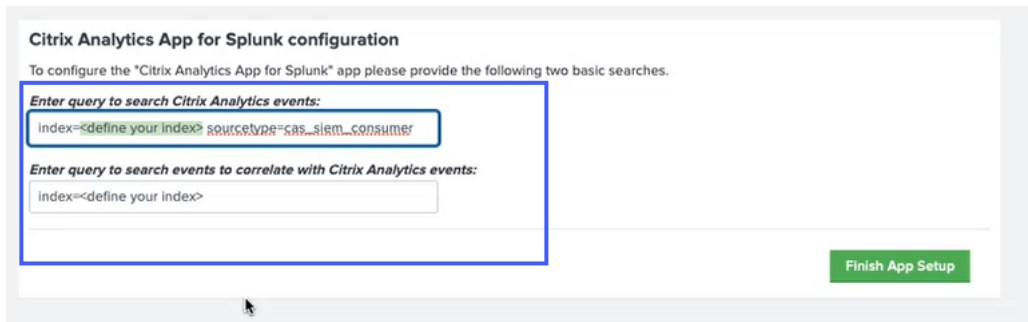 Citrix Analytics App for Splunk configuration
To configure the "Citrix Analytics App for Splunk" app please provide the following two basic searches.
Enter query to search Citrix Analytics events:
index=<define your index> sourcetype=cas_siem_consumer
Enter query to search events to correlate with Citrix Analytics events:
index=<define your index>
Finish App Setup